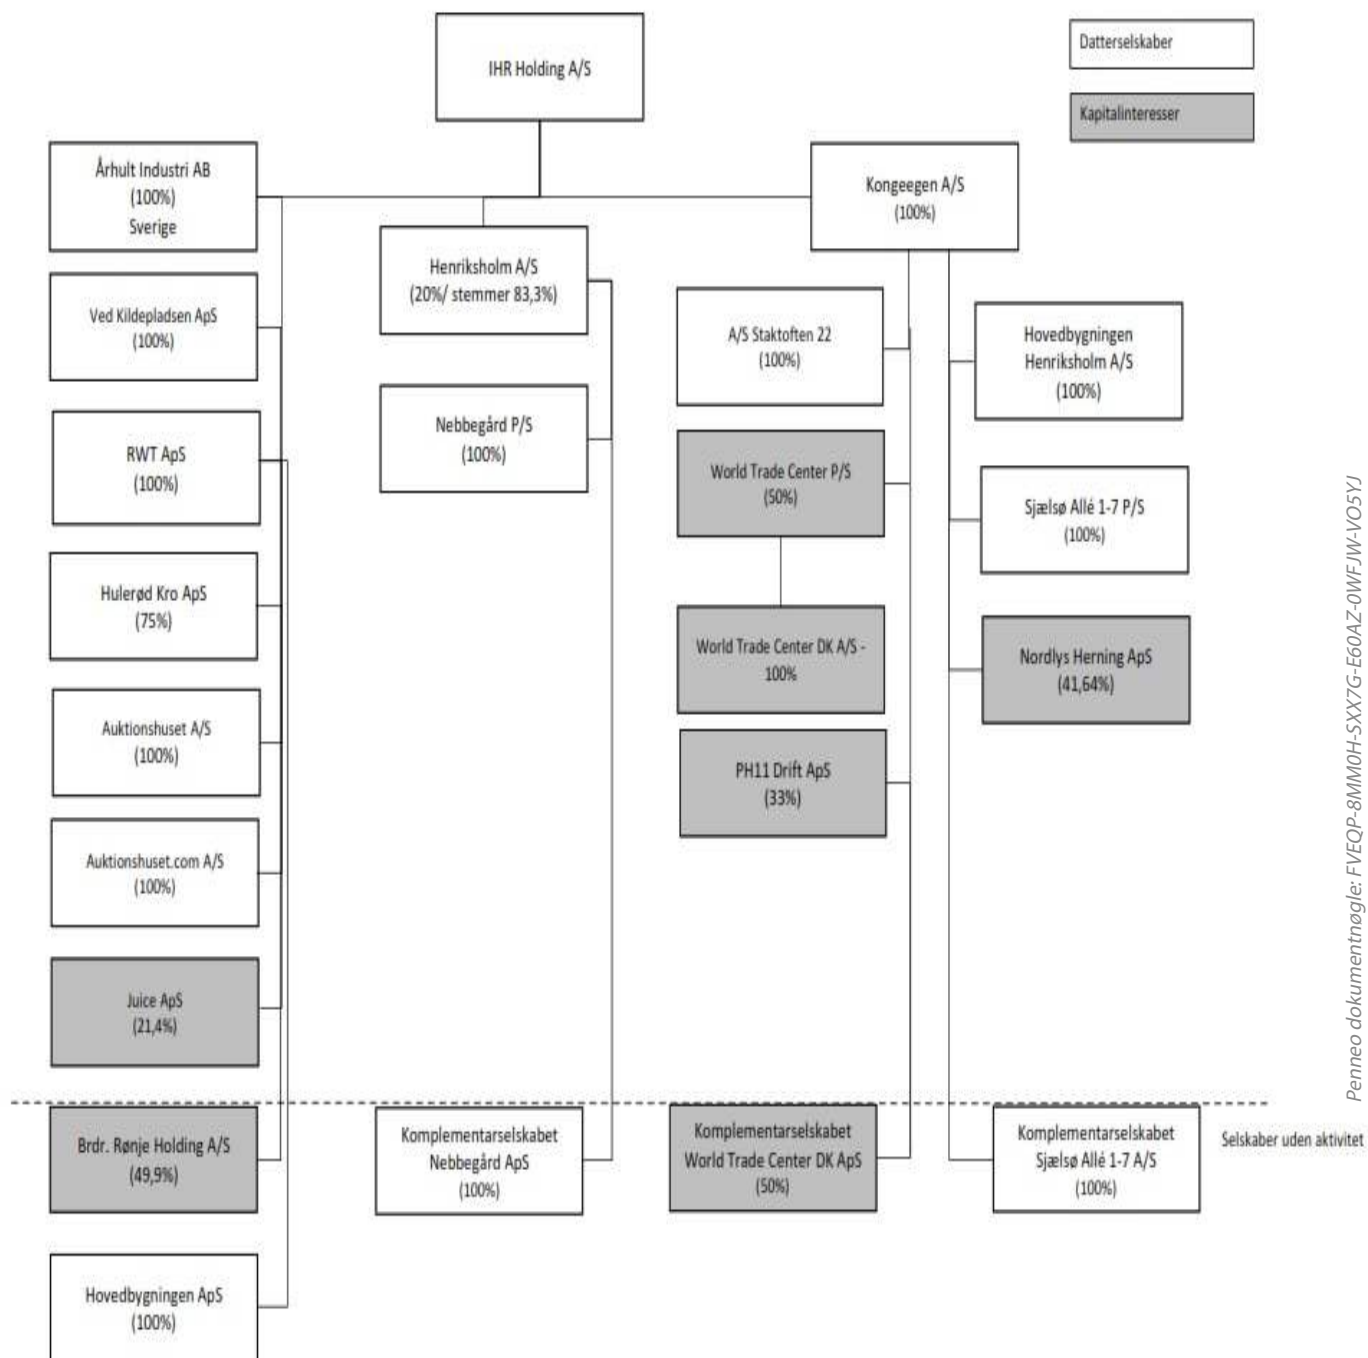 IHR Holding A/S
Datterselskaber
Kapitalinteresser
Århult Industri AB
(100%)
Sverige
Kongeegen A/S
(100%)
Henriksholm A/S
(20%/ stemmer 83,3%)
Ved Kildepladsen ApS
(100%)
A/S Staktoften 22
(100%)
Hovedbygningen
Henriksholm A/S
(100%)
RWT ApS
(100%)
Nebbegård P/S
(100%)
World Trade Center P/S
(50%)
Sjælsø Allé 1-7 P/S
(100%)
Hulerød Kro ApS
(75%)
World Trade Center DK A/S -
100%
Nordlys Herning ApS
(41,64%)
Auktionshuset A/S
(100%)
PH11 Drift ApS
(33%)
Auktionshuset.com A/S
(100%)
Juice ApS
(21,4%)
Brdr. Rønje Holding A/S
(49,9%)
Komplementarselskabet
Nebbegård ApS
(100%)
Komplementarselskabet
World Trade Center DK ApS
(50%)
Komplementarselskabet
Sjælsø Allé 1-7 A/S
(100%)
Selskaber uden aktivitet
Hovedbygningen ApS
(100%)
Penneo dokumentnøgle: FVEQP-8MM0H-SXX7G-E60AZ-0WFJW-VO5YJ